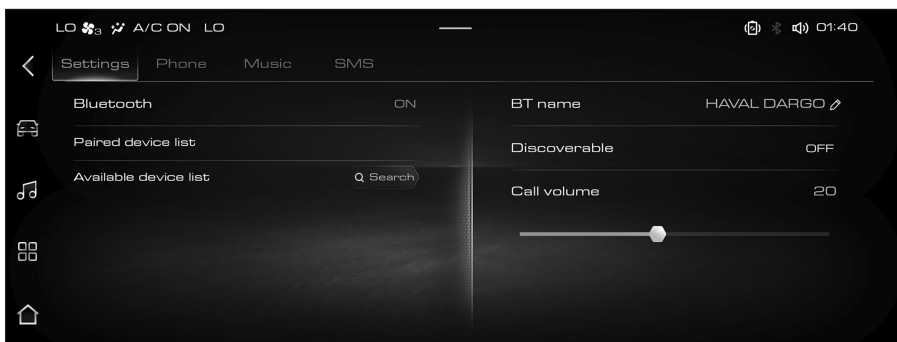 LO 3 A/C ON LO 01:40
Settings Phone Music SMS
Bluetooth ON
Paired device list
Available device list Search
BT name HAVAL DARGO
Discoverable OFF
Call volume 20